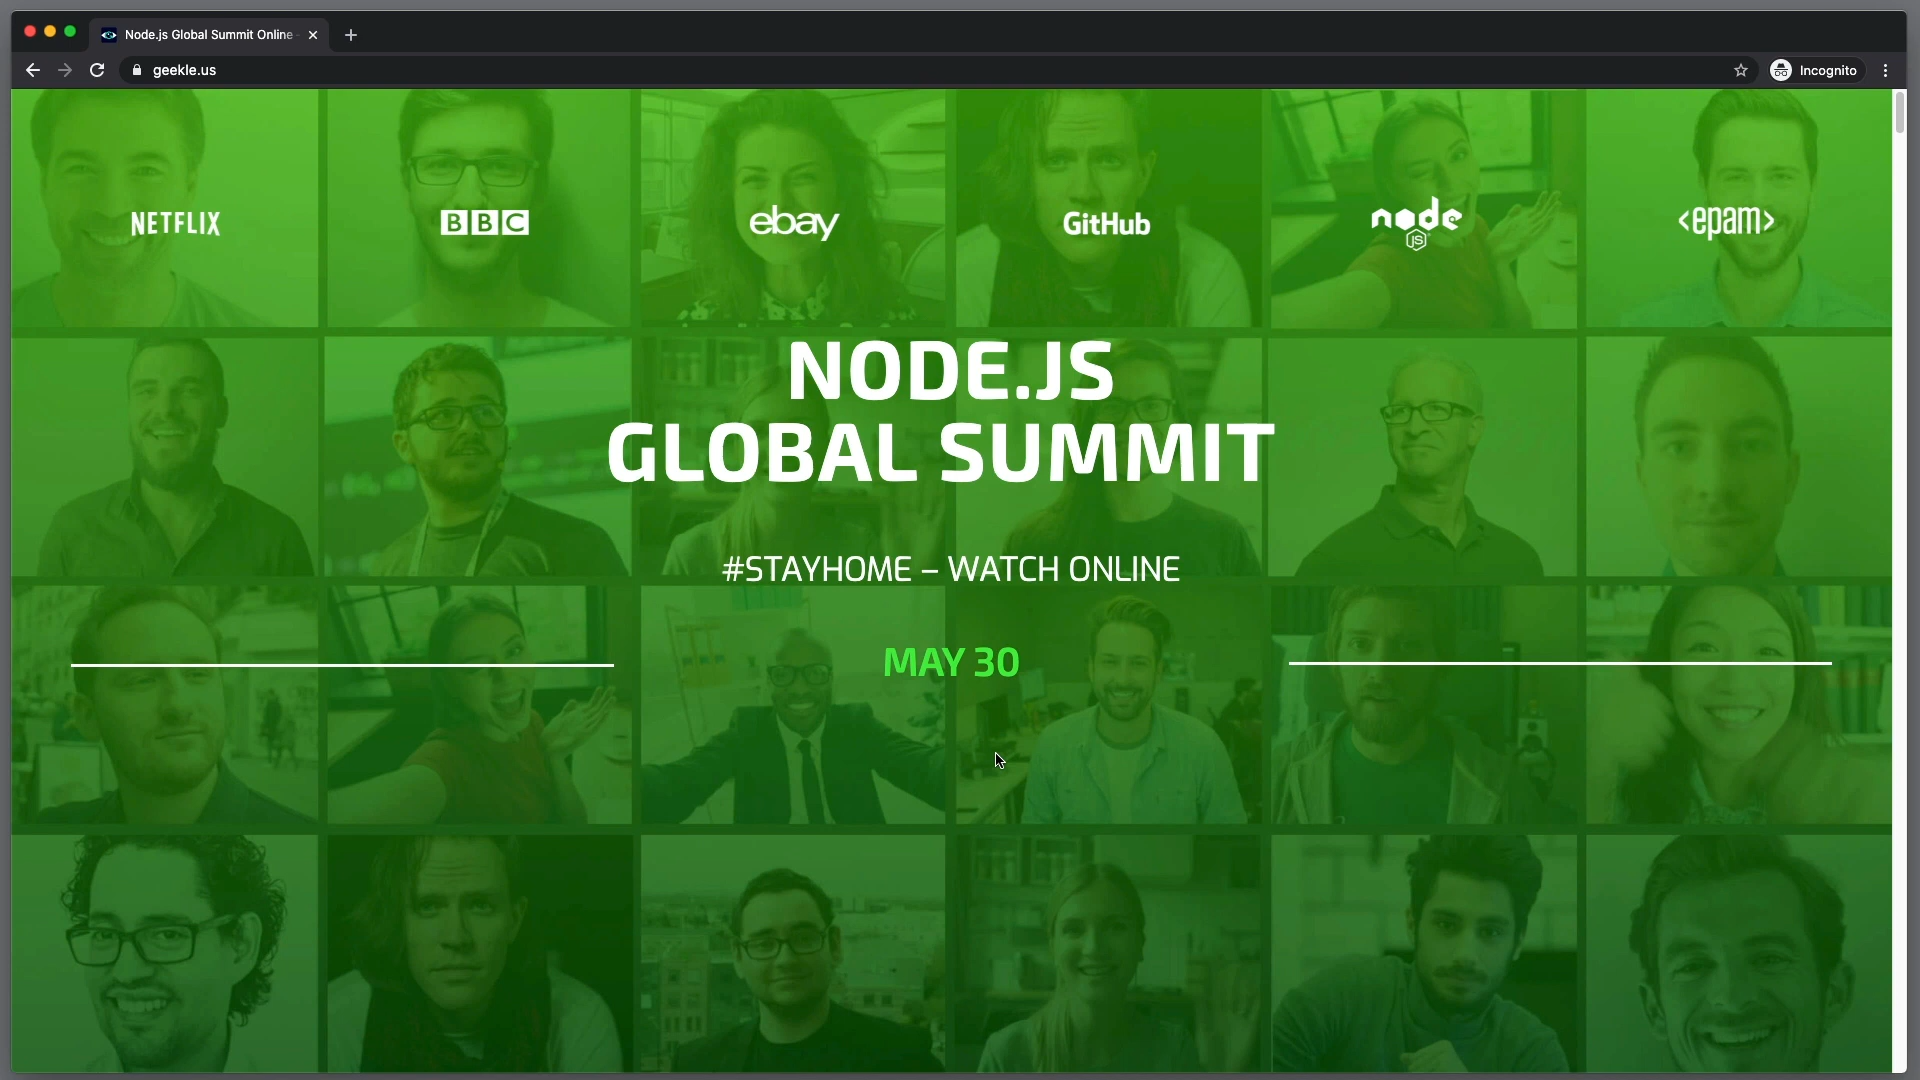 Node.js Global Summit Online -
geekle.us
Incognito
NETFLIX
BBC
ebay
GitHub
node
JS
<epam>
NODE.JS
GLOBAL SUMMIT
#STAYHOME – WATCH ONLINE
MAY 30